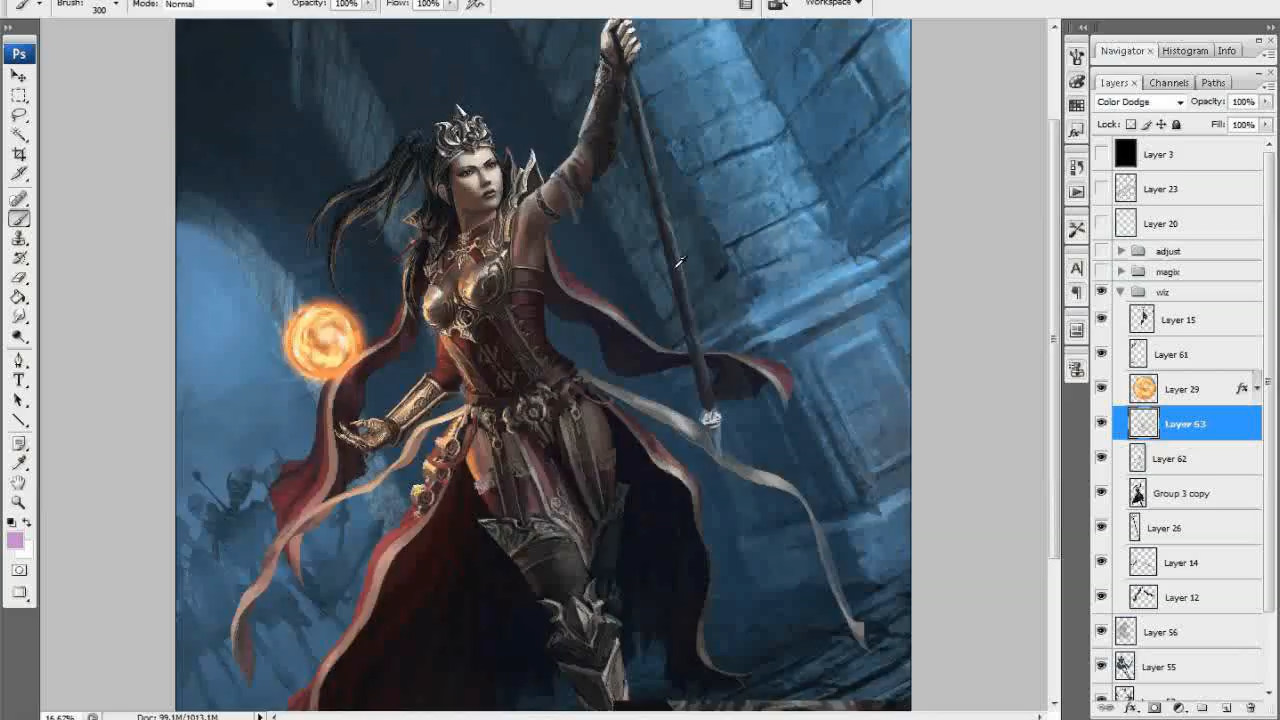 Brush: 300 Mode: Normal Opacity: 100% Flow: 100% Workspace
Ps
Navigator × Histogram Info
Layers × Channels Paths
Color Dodge Opacity: 100%
Lock: Fill: 100%
Layer 3
Layer 23
Layer 20
adjust
magix
wiz
Layer 15
Layer 61
Layer 29 fx
Layer 63
Layer 62
Group 3 copy
Layer 26
Layer 14
Layer 12
Layer 56
Layer 55
16.67% Doc: 99.1M/1013.1M